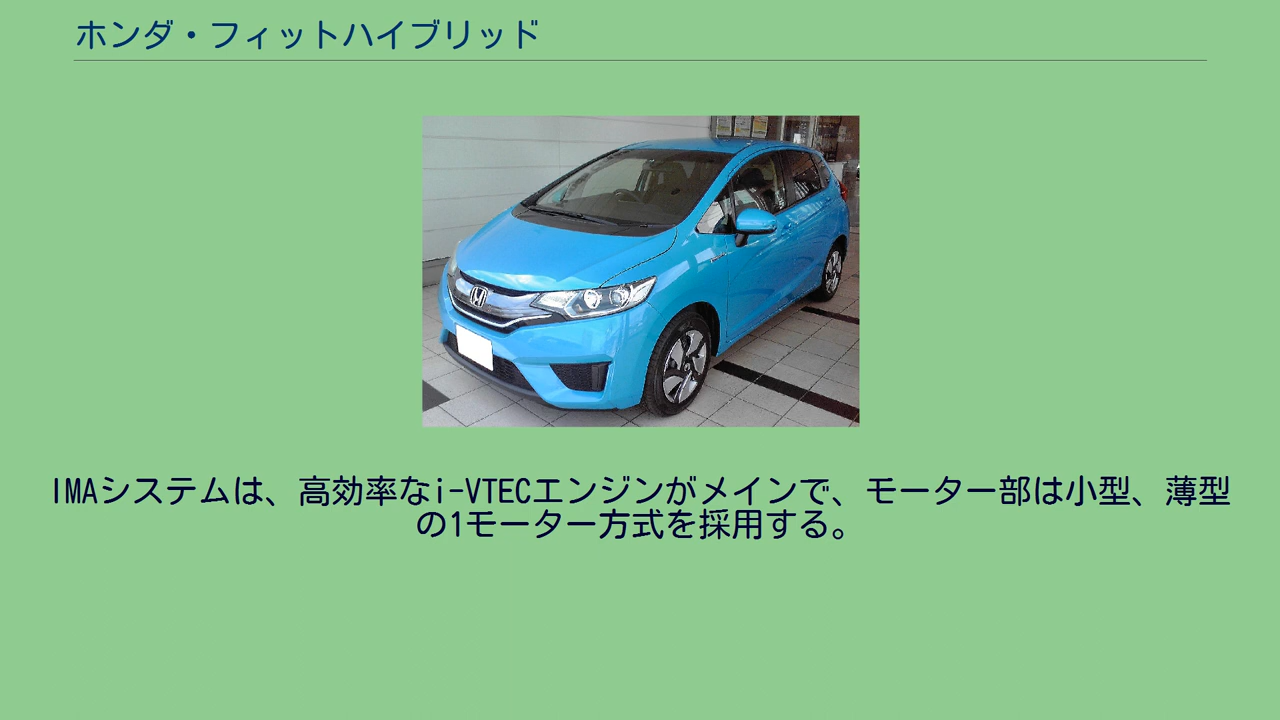 ホンダ・フィットハイブリッド
IMAシステムは、高効率なi-VTECエンジンがメインで、モーター部は小型、薄型
の1モーター方式を採用する。